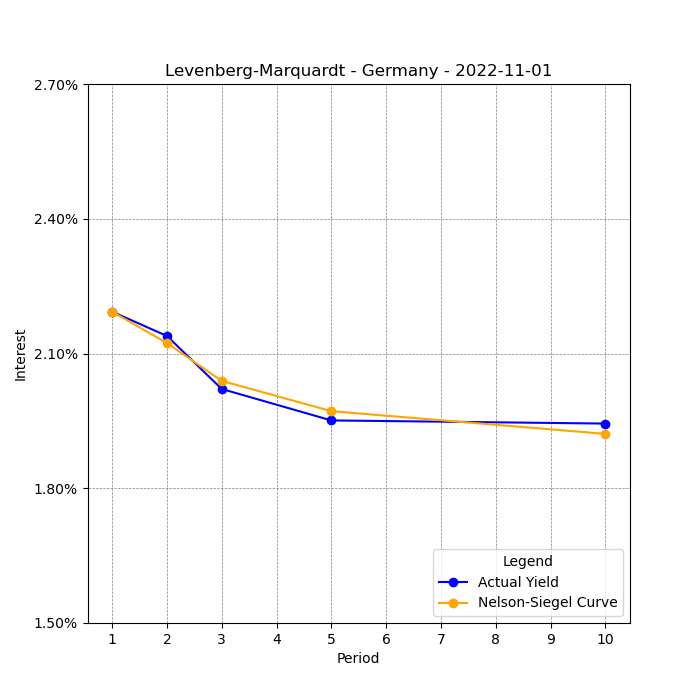 Levenberg-Marquardt - Germany - 2022-11-01
2.70%
2.40%
2.10%
1.80%
1.50%
Interest
1 2 3 4 5 6 7 8 9 10
Period
Legend
Actual Yield
Nelson-Siegel Curve